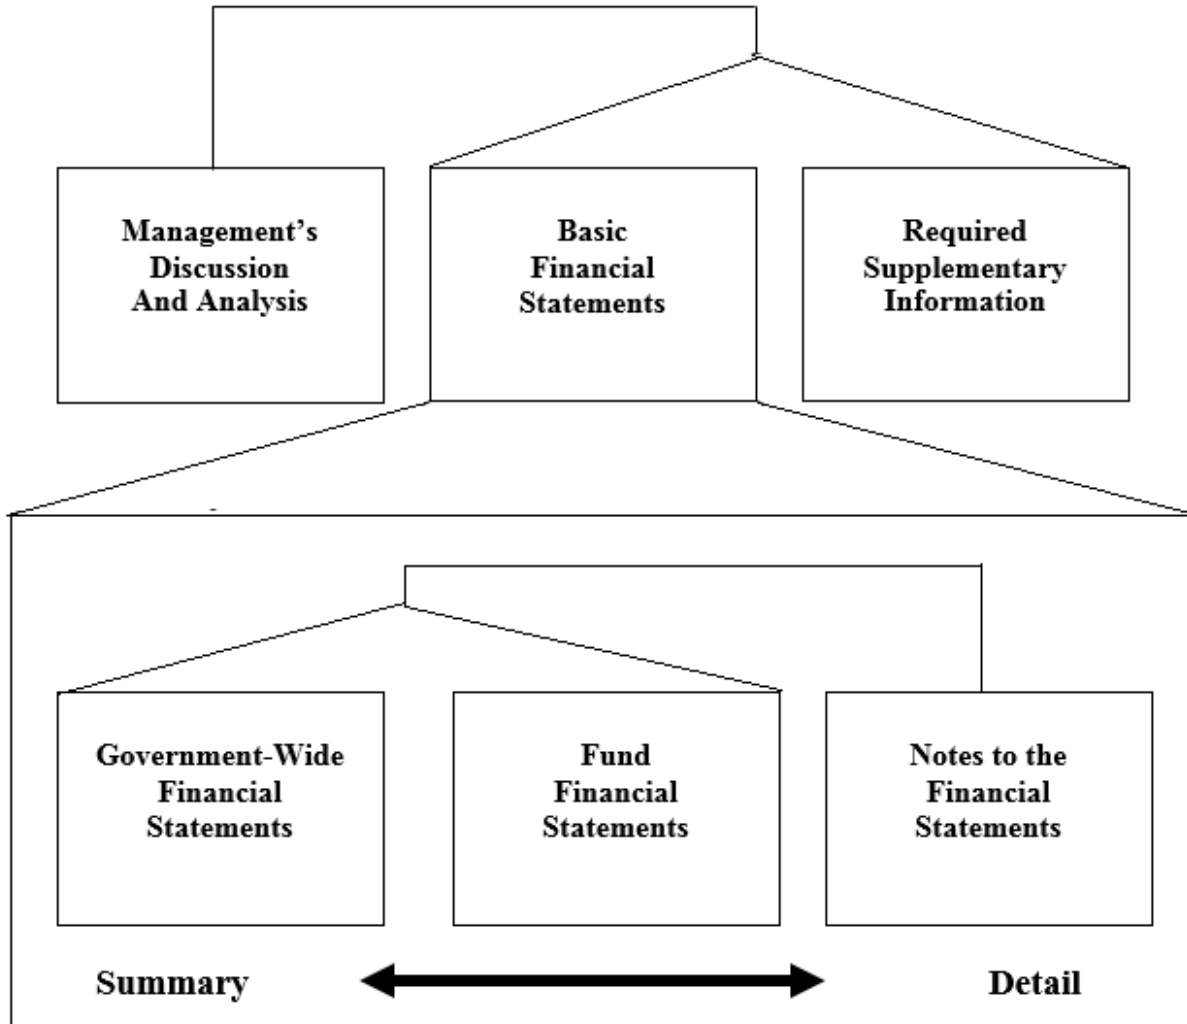 Management’s
Discussion
And Analysis
Basic
Financial
Statements
Required
Supplementary
Information
Government-Wide
Financial
Statements
Fund
Financial
Statements
Notes to the
Financial
Statements
Summary
Detail